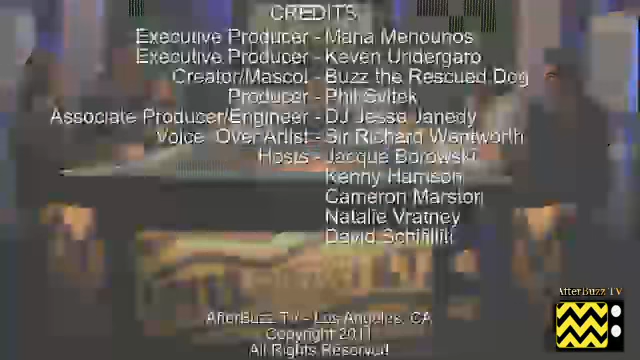 CREDITS
Executive Producer - Maria Menounos
Executive Producer - Keven Undergaro
Creator/Mascot - Buzz the Rescued Dog
Producer - Phil Svitek
Associate Producer/Engineer - DJ Jesse Janedy
Voice Over Artist - Sir Richard Wentworth
Hosts - Jacque Borowski
Kenny Harrison
Cameron Marston
Natalie Vratney
David
AfterBuzz TV - Los Angeles, CA
Copyright 2011
All Rights Reserved
AfterBuzz TV